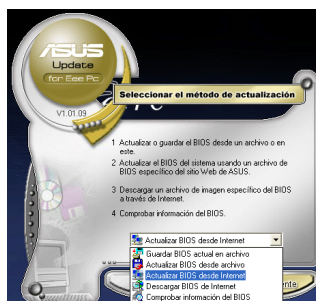 ASUS
Update
for Eee Pc
V1.01.09
Seleccionar el método de actualización
1 Actualizar o guardar el BIOS desde un archivo o en
este.
2 Actualizar el BIOS del sistema usando un archivo de
BIOS específico del sitio Web de ASUS.
3 Descargar un archivo de imagen específico del BIOS
a través de Internet.
4 Comprobar información del BIOS.
Actualizar BIOS desde Internet
Guardar BIOS actual en archivo
Actualizar BIOS desde archivo
Actualizar BIOS desde Internet
Descargar BIOS de Internet
Comprobar información del BIOS